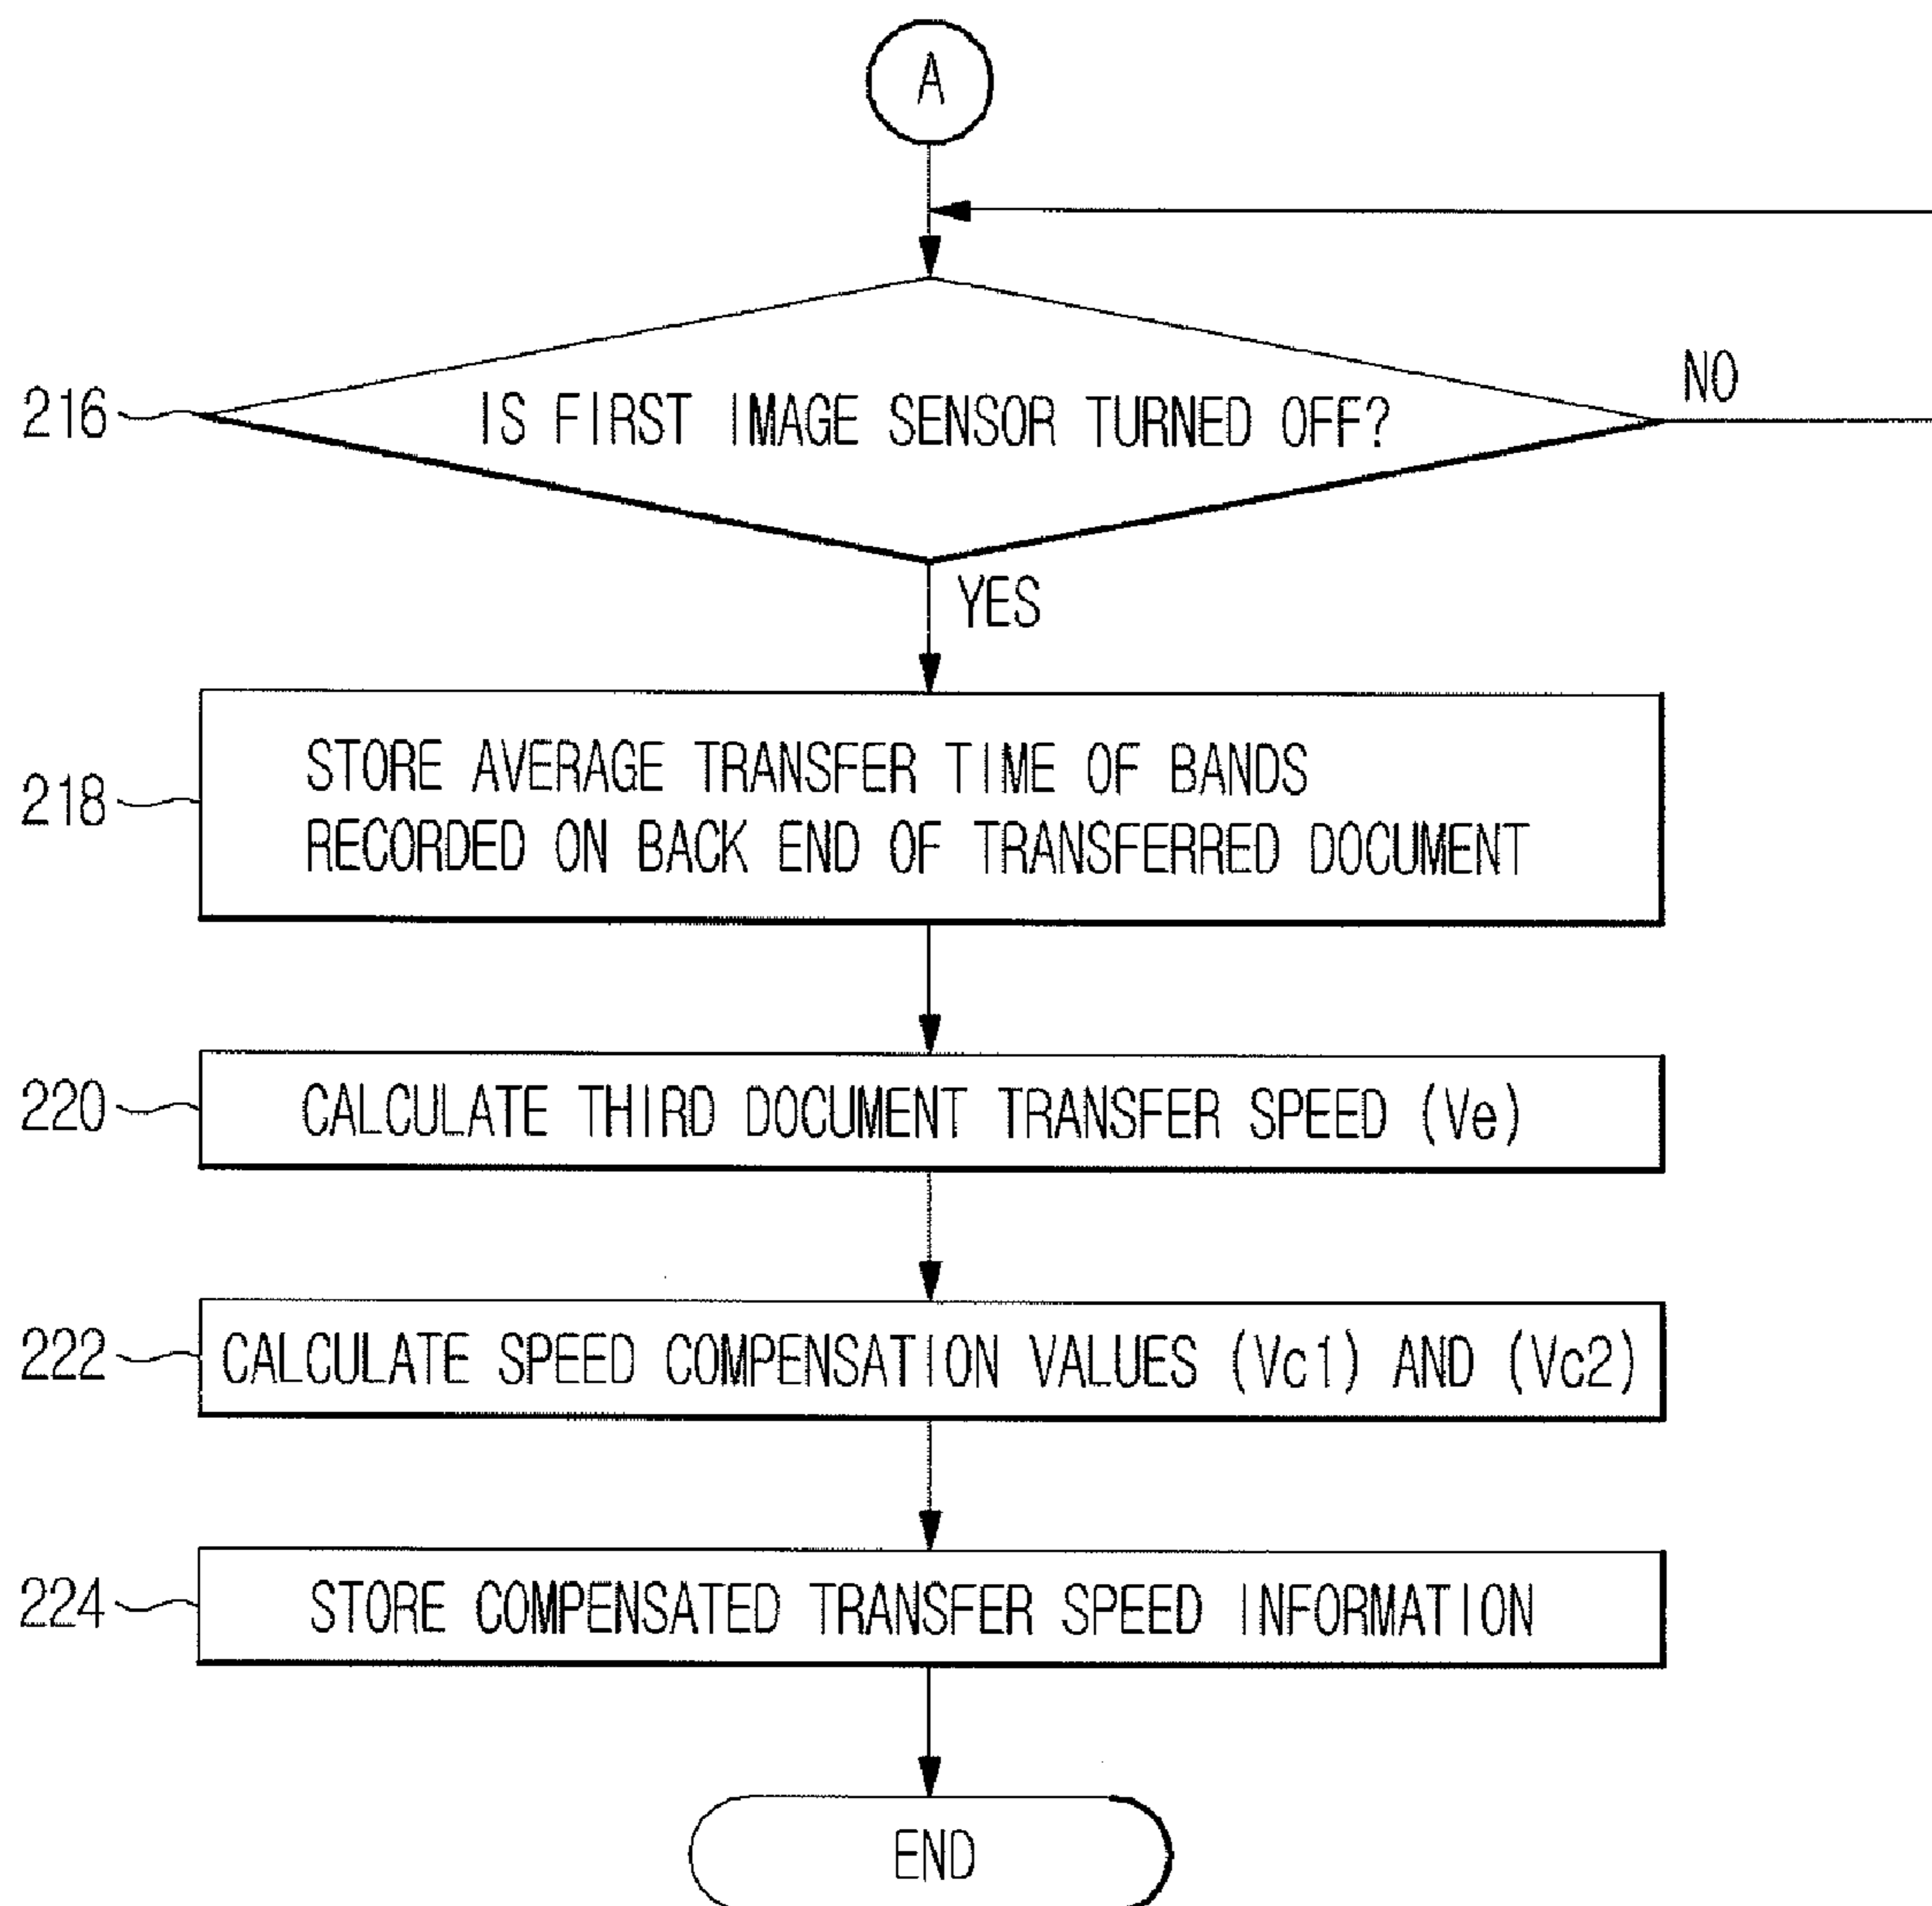 A
216
IS FIRST IMAGE SENSOR TURNED OFF?
NO
YES
218
STORE AVERAGE TRANSFER TIME OF BANDS
RECORDED ON BACK END OF TRANSFERRED DOCUMENT
220
CALCULATE THIRD DOCUMENT TRANSFER SPEED (Ve)
222
CALCULATE SPEED COMPENSATION VALUES (Vc1) AND (Vc2)
224
STORE COMPENSATED TRANSFER SPEED INFORMATION
END